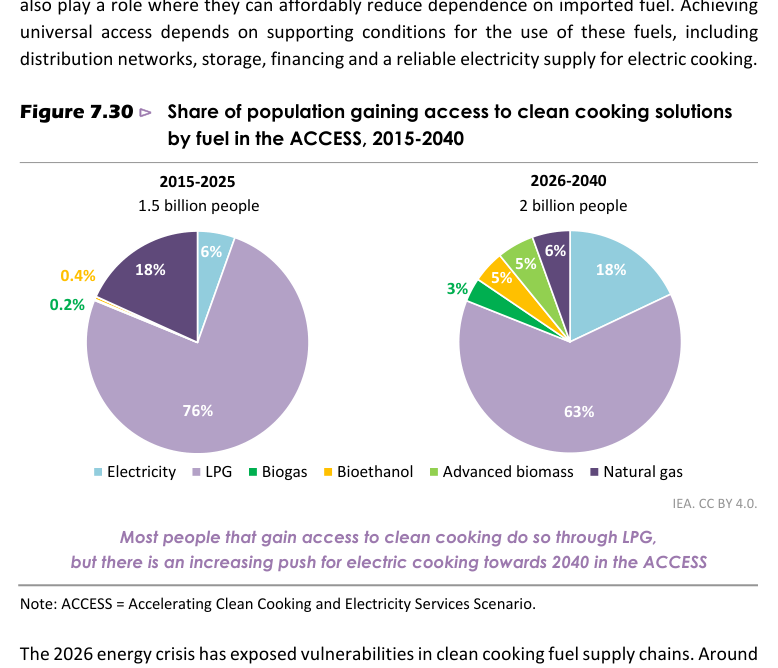 also play a role where they can affordably reduce dependence on imported fuel. Achieving
universal access depends on supporting conditions for the use of these fuels, including
distribution networks, storage, financing and a reliable electricity supply for electric cooking.
Figure 7.30 ▷ Share of population gaining access to clean cooking solutions
by fuel in the ACCESS, 2015-2040
2015-2025
1.5 billion people
6%
18%
0.4%
0.2%
76%
2026-2040
2 billion people
6%
5%
5%
3%
18%
63%
Electricity LPG Biogas Bioethanol Advanced biomass Natural gas
IEA. CC BY 4.0.
Most people that gain access to clean cooking do so through LPG,
but there is an increasing push for electric cooking towards 2040 in the ACCESS
Note: ACCESS = Accelerating Clean Cooking and Electricity Services Scenario.
The 2026 energy crisis has exposed vulnerabilities in clean cooking fuel supply chains. Around